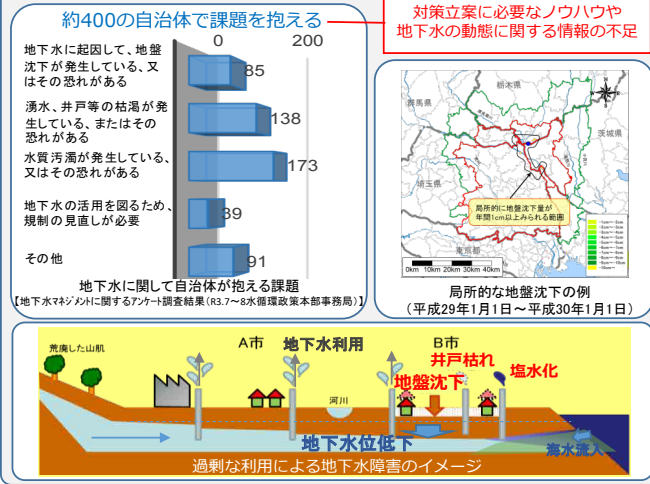 約400の自治体で課題を抱える
対策立案に必要なノウハウや
地下水の動態に関する情報の不足
0 200
地下水に起因して、地盤
沈下が発生している、又
はその恐れがある
85
湧水、井戸等の枯渇が発
生している、またはその
恐れがある
138
水質汚濁が発生している、
又はその恐れがある
173
地下水の活用を図るため、
規制の見直しが必要
39
その他
91
地下水に関して自治体が抱える課題
【地下水マネジメントに関するアンケート調査結果（R3.7～8水循環政策本部事務局）】
栃木県
群馬県
茨城県
埼玉県
東京都
局所的に地盤沈下量が
年間1cm以上みられる範囲
0km 10km 20km 30km 40km
局所的な地盤沈下の例
（平成29年1月1日～平成30年1月1日）
荒廃した山肌
A市
地下水利用
B市
井戸枯れ
地盤沈下
塩水化
河川
地下水位低下
海水流入
過剰な利用による地下水障害のイメージ